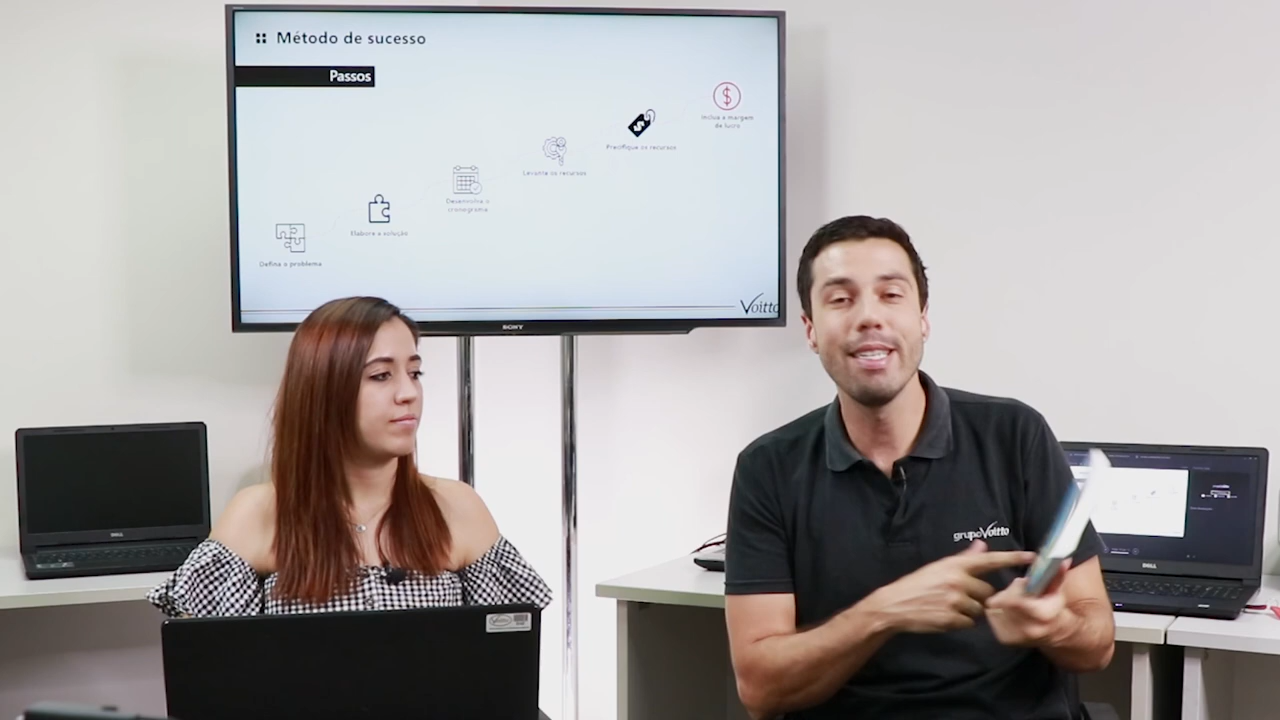 Método de sucesso
Passos
Inclua a margem
de lucro
Precifique os recursos
Levante os recursos
Desenvolva o
cronograma
Elabore a solução
Defina o problema
Voitto
SONY
grupoVoitto
DELL
DELL
Voitto